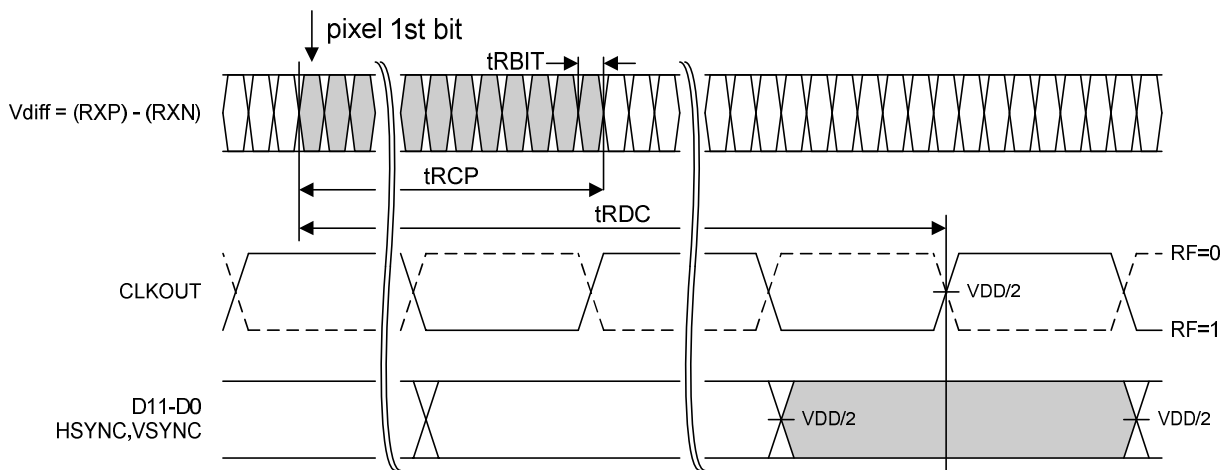 pixel 1st bit
tRBIT
Vdiff = (RXP) - (RXN)
tRCP
tRDC
RF=0
CLKOUT
VDD/2
RF=1
D11-D0
HSYNC,VSYNC
VDD/2
VDD/2